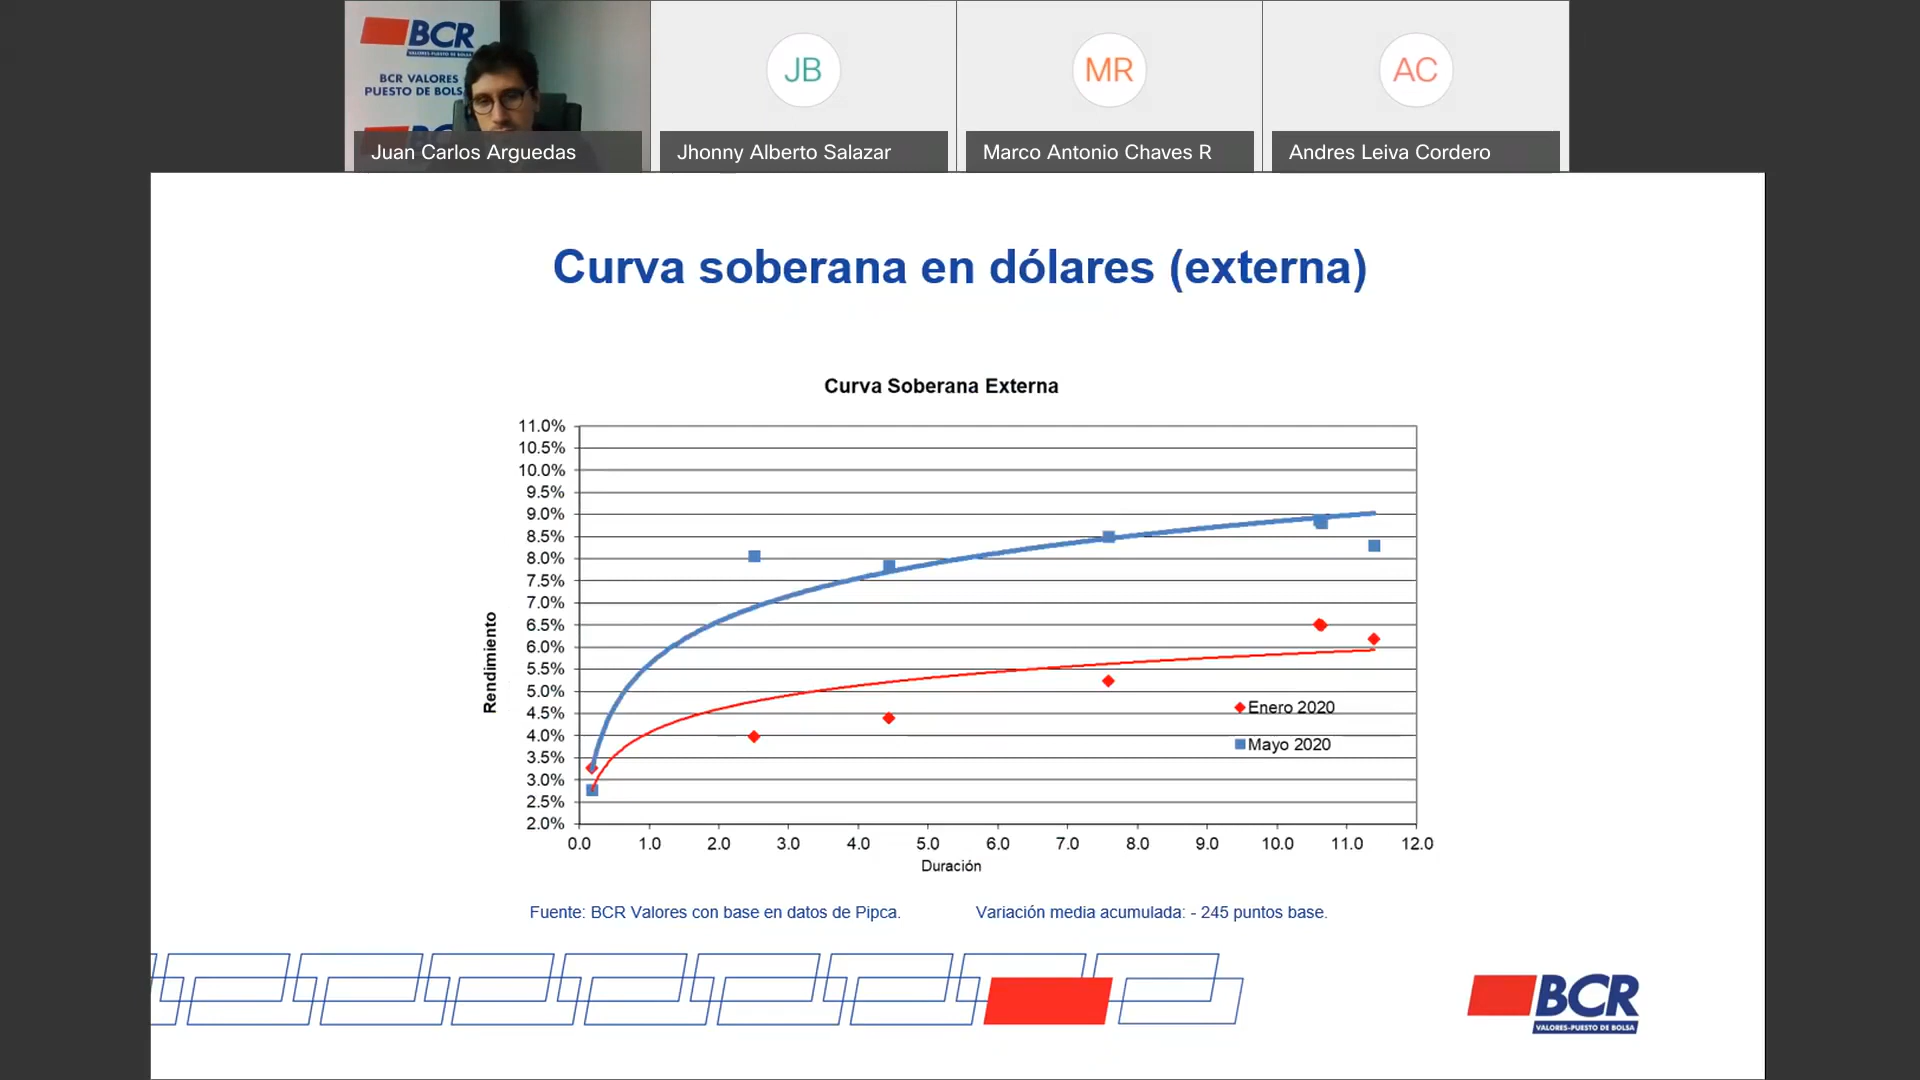 BCR
VALORES PUESTO DE BOLSA
BCR VALORES
PUESTO DE BOLS
JB
MR
AC
Juan Carlos Arguedas
Jhonny Alberto Salazar
Marco Antonio Chaves R
Andres Leiva Cordero
Curva soberana en dólares (externa)
Curva Soberana Externa
11.0%
10.5%
10.0%
9.5%
9.0%
8.5%
8.0%
7.5%
7.0%
6.5%
6.0%
5.5%
5.0%
4.5%
4.0%
3.5%
3.0%
2.5%
2.0%
Rendimiento
Enero 2020
Mayo 2020
0.0 1.0 2.0 3.0 4.0 5.0 6.0 7.0 8.0 9.0 10.0 11.0 12.0
Duración
Fuente: BCR Valores con base en datos de Pipca.
Variación media acumulada: - 245 puntos base.
BCR
VALORES-PUESTO DE BOLSA